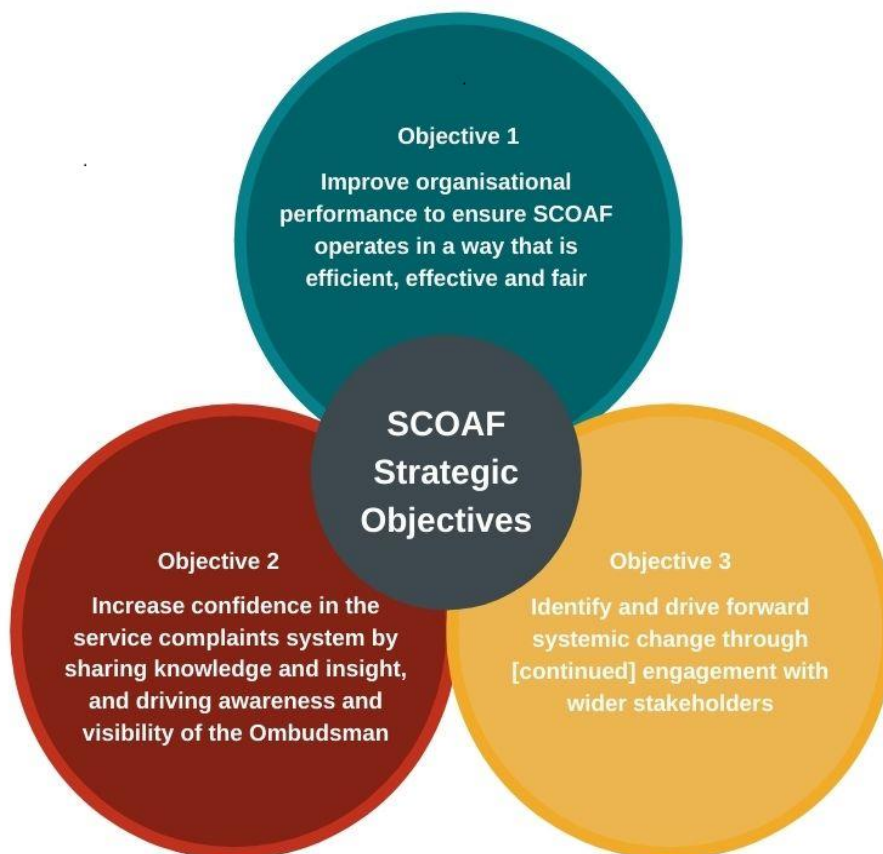 Objective 1
Improve organisational
performance to ensure SCOAF
operates in a way that is
efficient, effective and fair
SCOAF
Strategic
Objectives
Objective 2
Increase confidence in the
service complaints system by
sharing knowledge and insight,
and driving awareness and
visibility of the Ombudsman
Objective 3
Identify and drive forward
systemic change through
[continued] engagement with
wider stakeholders